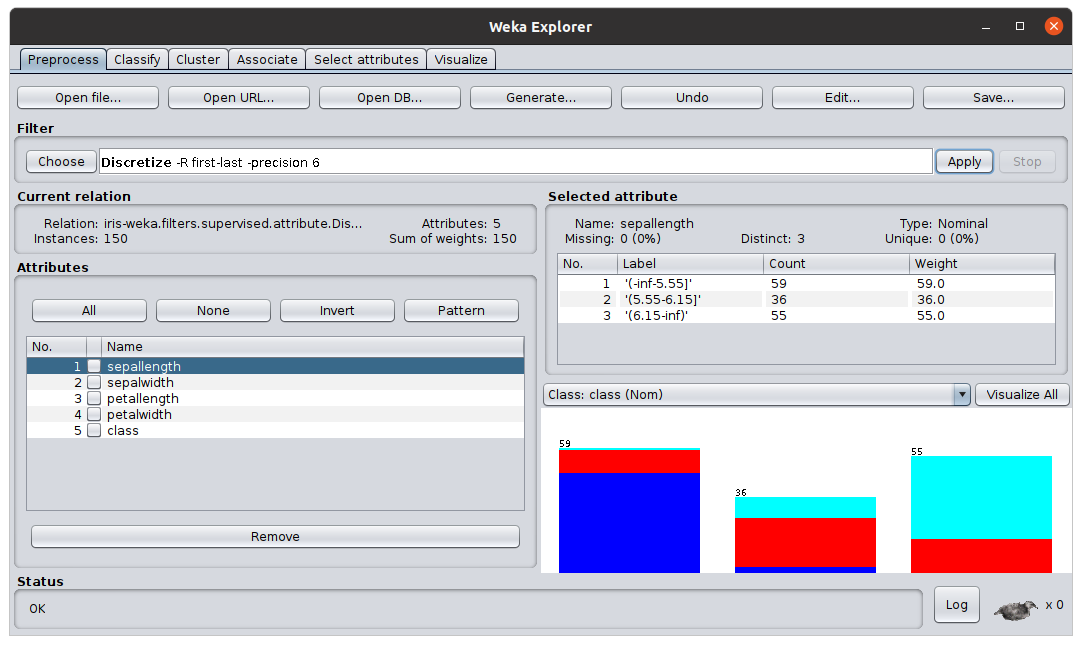 Weka Explorer
Preprocess Classify Cluster Associate Select attributes Visualize
Open file... Open URL... Open DB... Generate... Undo Edit... Save...
Filter
Choose Discretize -R first-last -precision 6 Apply Stop
Current relation
Relation: iris-weka.filters.supervised.attribute.Dis... Attributes: 5
Instances: 150 Sum of weights: 150
Attributes
All None Invert Pattern
No. Name
1 sepallength
2 sepalwidth
3 petallength
4 petalwidth
5 class
Remove
Selected attribute
Name: sepallength Type: Nominal
Missing: 0 (0%) Distinct: 3 Unique: 0 (0%)
No. Label Count Weight
1 '(-inf-5.55]' 59 59.0
2 '(5.55-6.15]' 36 36.0
3 '(6.15-inf)' 55 55.0
Class: class (Nom) Visualize All
59
36
55
Status
OK
Log x 0